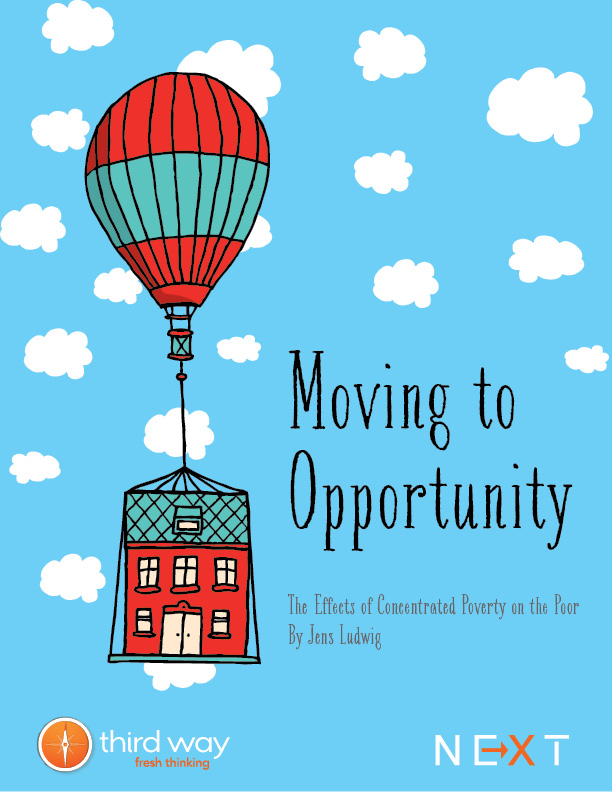 Moving to
Opportunity
The Effects of Concentrated Poverty on the Poor
By Jens Ludwig
third way
fresh thinking
NEXT